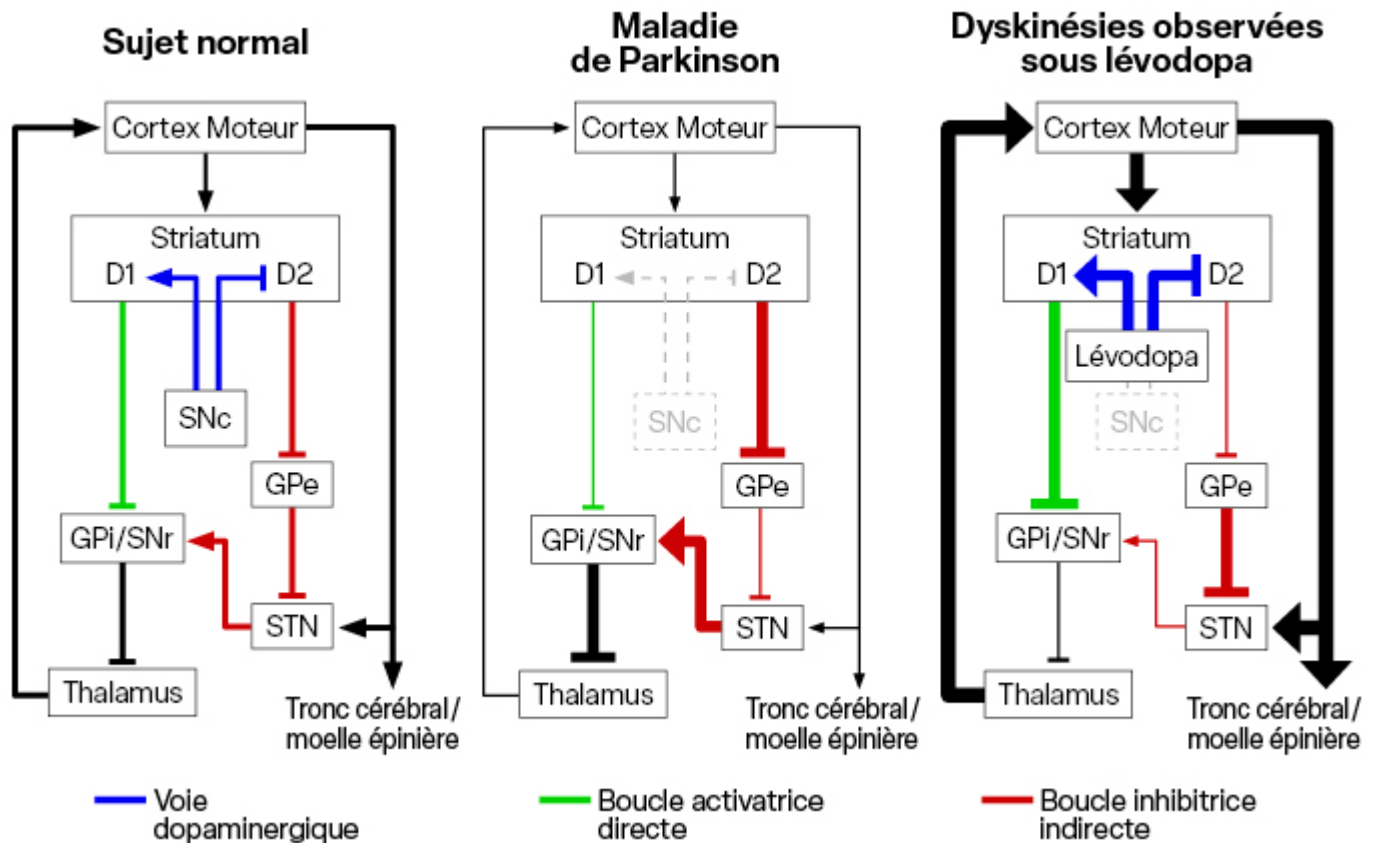 Sujet normal
Cortex Moteur
Striatum
D1
D2
SNc
GPe
GPi/SNr
STN
Thalamus
Tronc cérébral/
moelle épinière
Maladie
de Parkinson
Cortex Moteur
Striatum
D1
D2
SNc
GPe
GPi/SNr
STN
Thalamus
Tronc cérébral/
moelle épinière
Dyskinésies observées
sous lévodopa
Cortex Moteur
Striatum
D1
D2
Lévodopa
SNc
GPe
GPi/SNr
STN
Thalamus
Tronc cérébral/
moelle épinière
Voie
dopaminergique
Boucle activatrice
directe
Boucle inhibitrice
indirecte